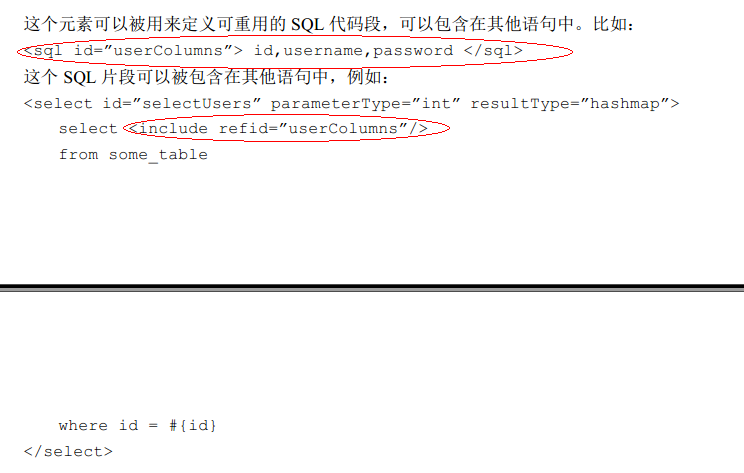 这个元素可以被用来定义可重用的 SQL 代码段，可以包含在其他语句中。比如：
<sql id=”userColumns”> id,username,password </sql>
这个 SQL 片段可以被包含在其他语句中，例如：
<select id=”selectUsers” parameterType=”int” resultType=”hashmap”>
select <include refid=”userColumns”/>
from some_table
where id = #{id}
</select>